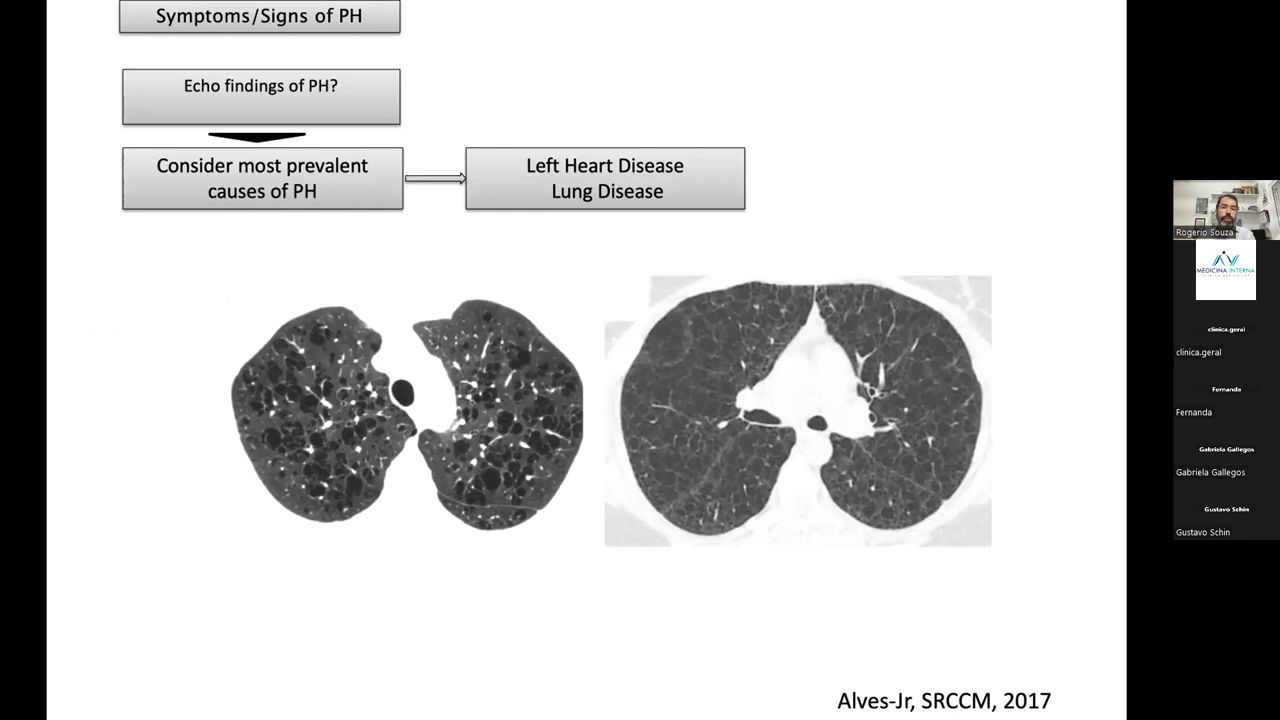 Symptoms/Signs of PH
Echo findings of PH?
Consider most prevalent
causes of PH
Left Heart Disease
Lung Disease
Alves-Jr, SRCCM, 2017
Rogerio Souza
MEDICINA INTERNA
clinica.geral
clinica.geral
Fernanda
Fernanda
Gabriela Gallegos
Gabriela Gallegos
Gustavo Schin
Gustavo Schin